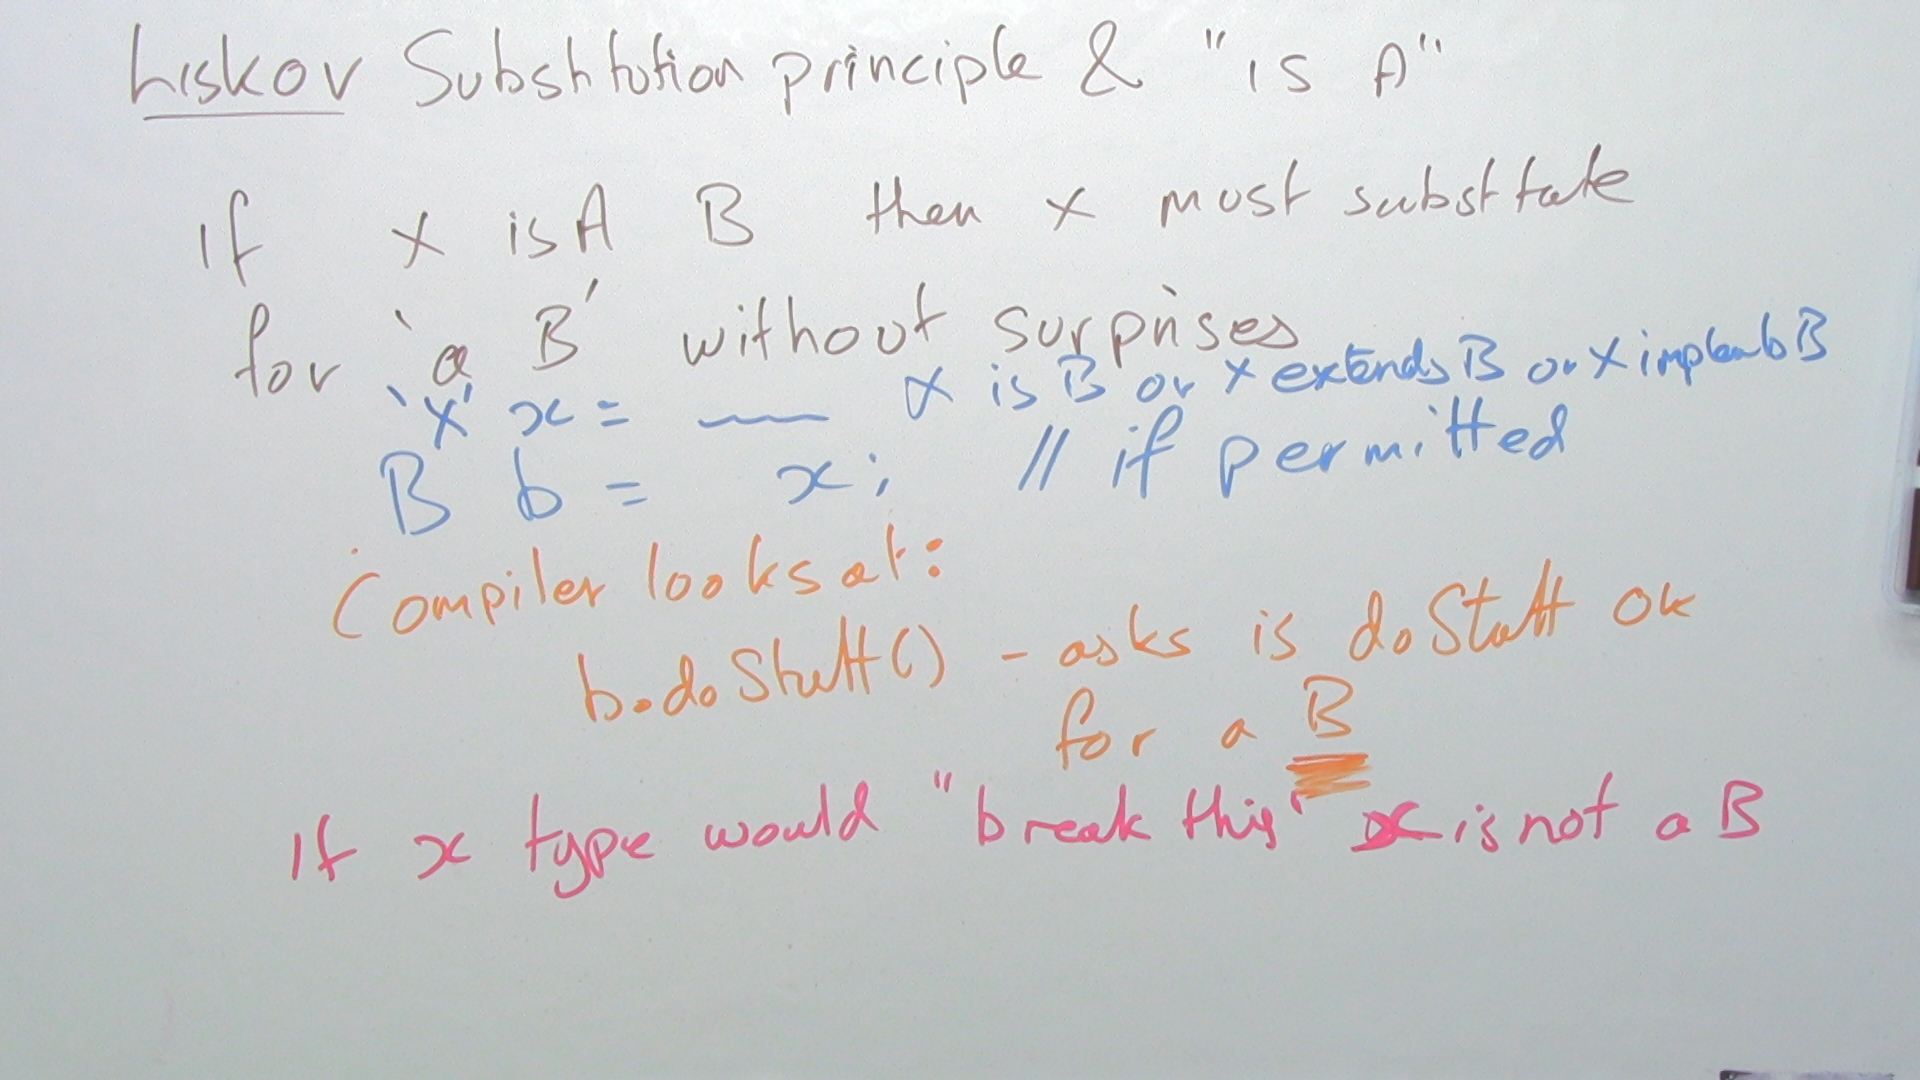 Liskov Substitution principle & "is A"
if x isA B then x must substitute
for 'a B' without surprises
'X' x = X is B or X extends B or X implements B
B b = x; // if permitted
Compiler looks at:
b.doStuff() - asks is doStuff ok
for a B
If x type would "break this" x is not a B